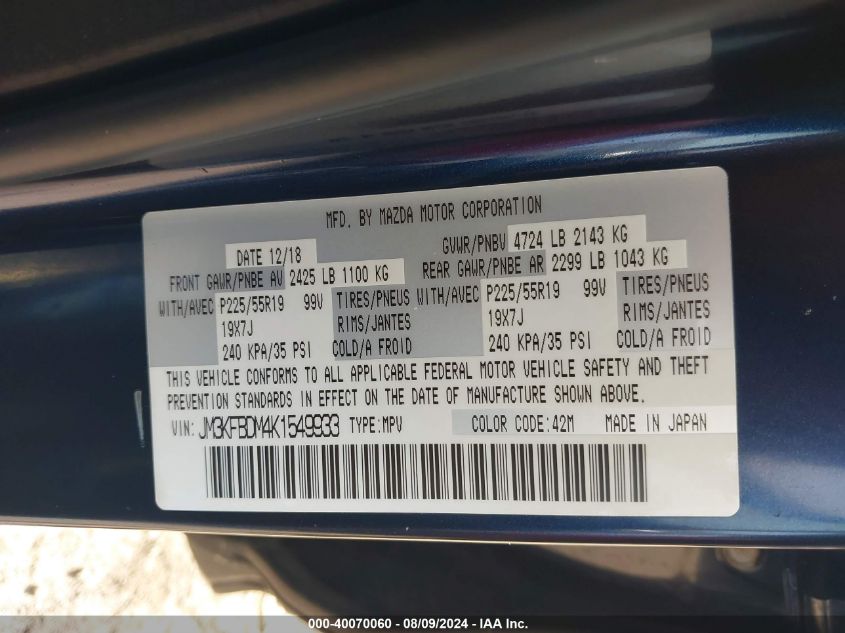 MFD. BY MAZDA MOTOR CORPORATION
DATE 12/18 GVWR/PNBV 4724 LB 2143 KG
FRONT GAWR/PNBE AV 2425 LB 1100 KG REAR GAWR/PNBE AR 2299 LB 1043 KG
WITH/AVEC P225/55R19 99V TIRES/PNEUS WITH/AVEC P225/55R19 99V TIRES/PNEUS
19X7J RIMS/JANTES 19X7J RIMS/JANTES
240 KPA/35 PSI COLD/A FROID 240 KPA/35 PSI COLD/A FROID
THIS VEHICLE CONFORMS TO ALL APPLICABLE FEDERAL MOTOR VEHICLE SAFETY AND THEFT
PREVENTION STANDARDS IN EFFECT ON THE DATE OF MANUFACTURE SHOWN ABOVE.
VIN: JM3KFBDM4K1549933 TYPE:MPV COLOR CODE:42M MADE IN JAPAN
000-40070060 - 08/09/2024 - IAA Inc.